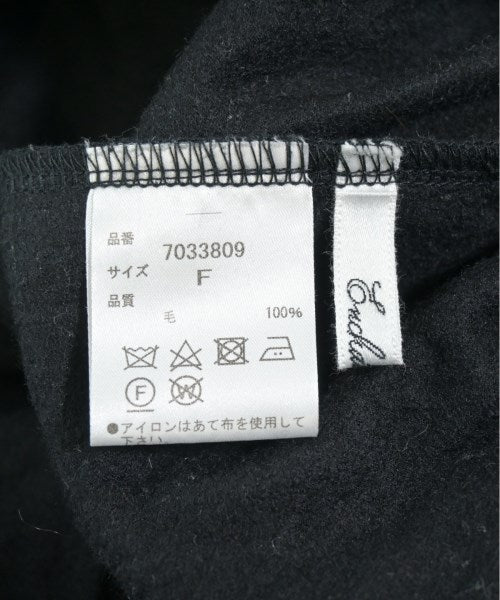 品番 7033809
サイズ F
品質
毛 100%
F W
●アイロンはあて布を使用して
下さい。